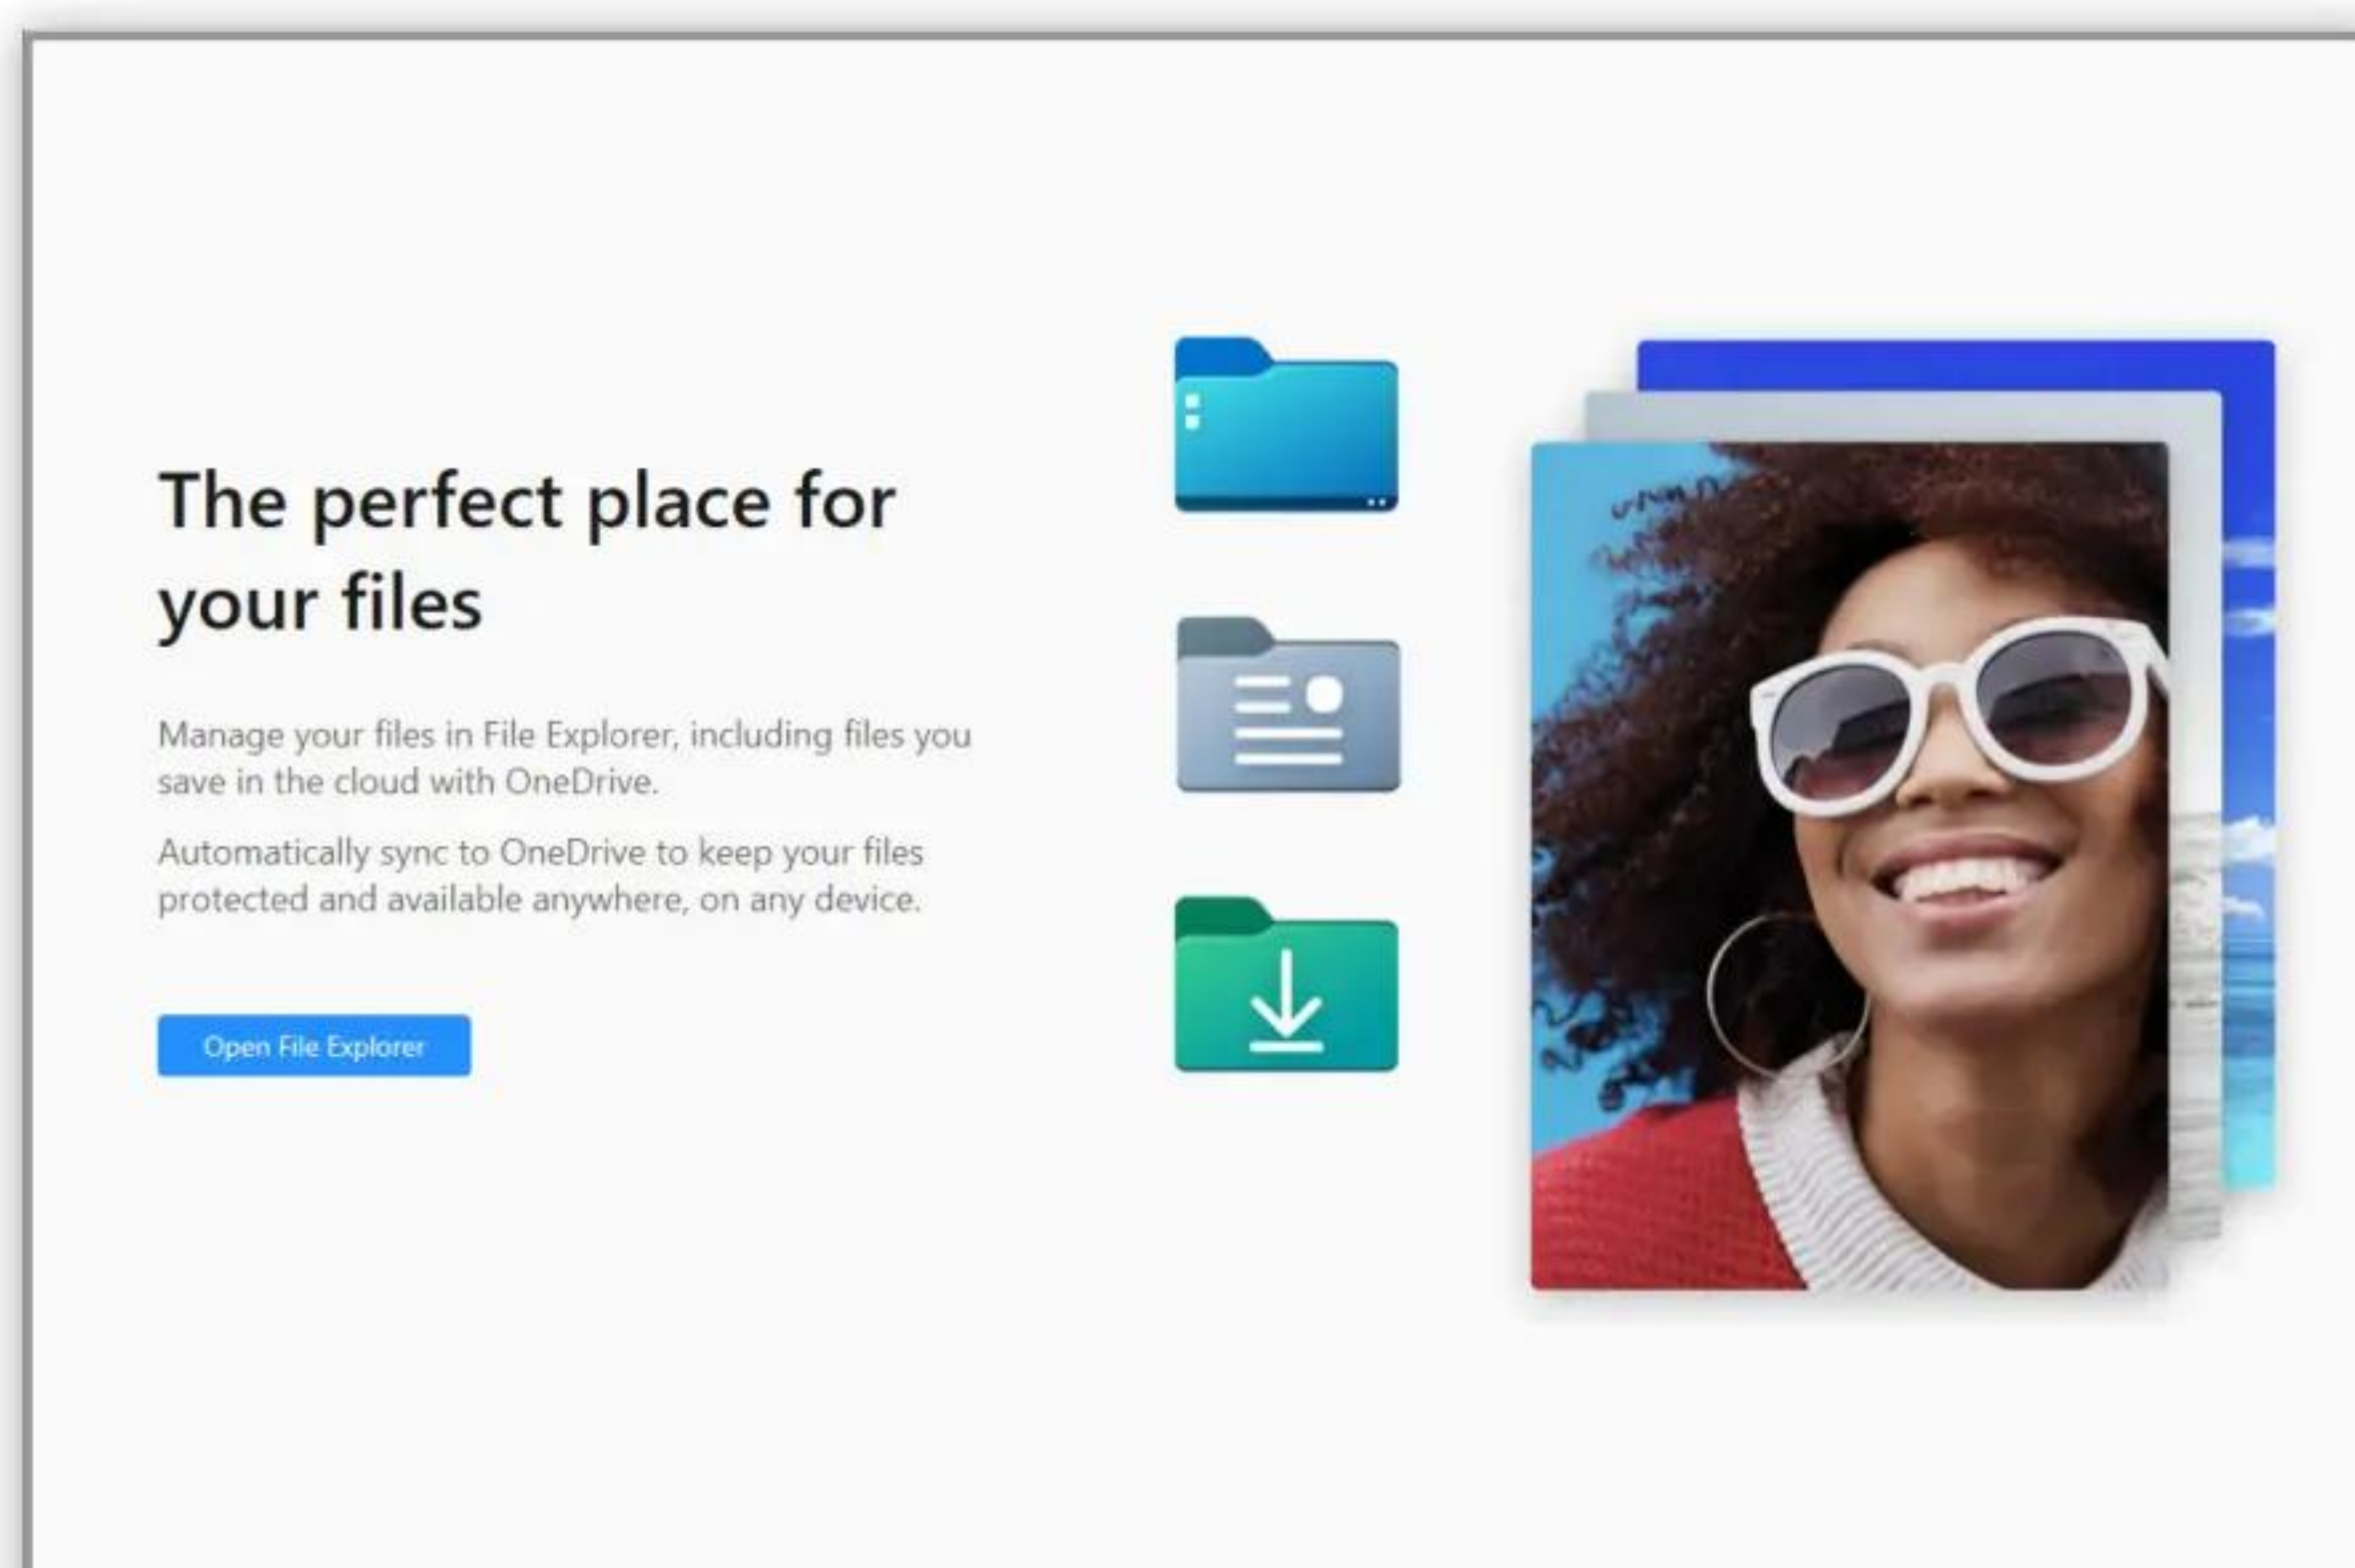 The perfect place for
your files
Manage your files in File Explorer, including files you
save in the cloud with OneDrive.
Automatically sync to OneDrive to keep your files
protected and available anywhere, on any device.
Open File Explorer